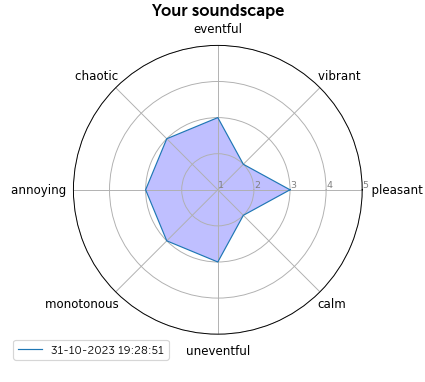 Your soundscape
eventful
chaotic
vibrant
annoying
1
2
3
4
5
pleasant
monotonous
calm
31-10-2023 19:28:51
uneventful